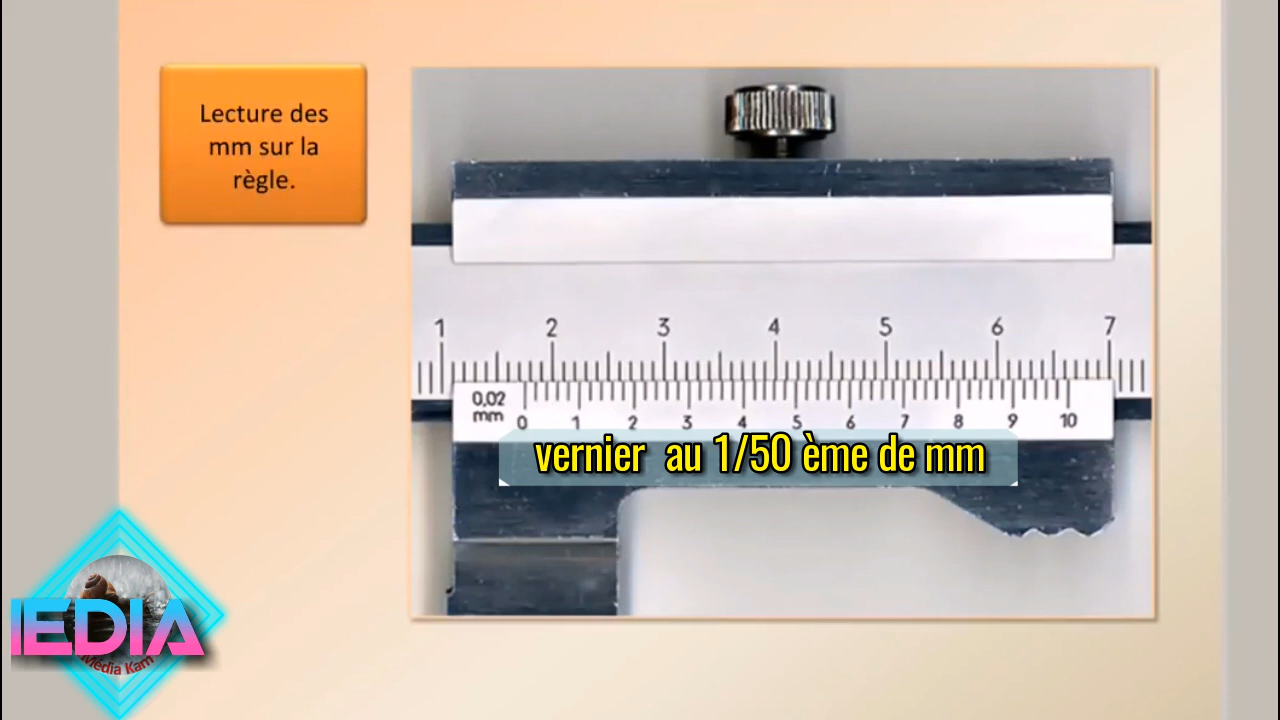 Lecture des
mm sur la
règle.
1 2 3 4 5 6 7
0,02
mm
0 1 2 3 4 5 6 7 8 9 10
vernier au 1/50 ème de mm
IEDIA
Média Kam